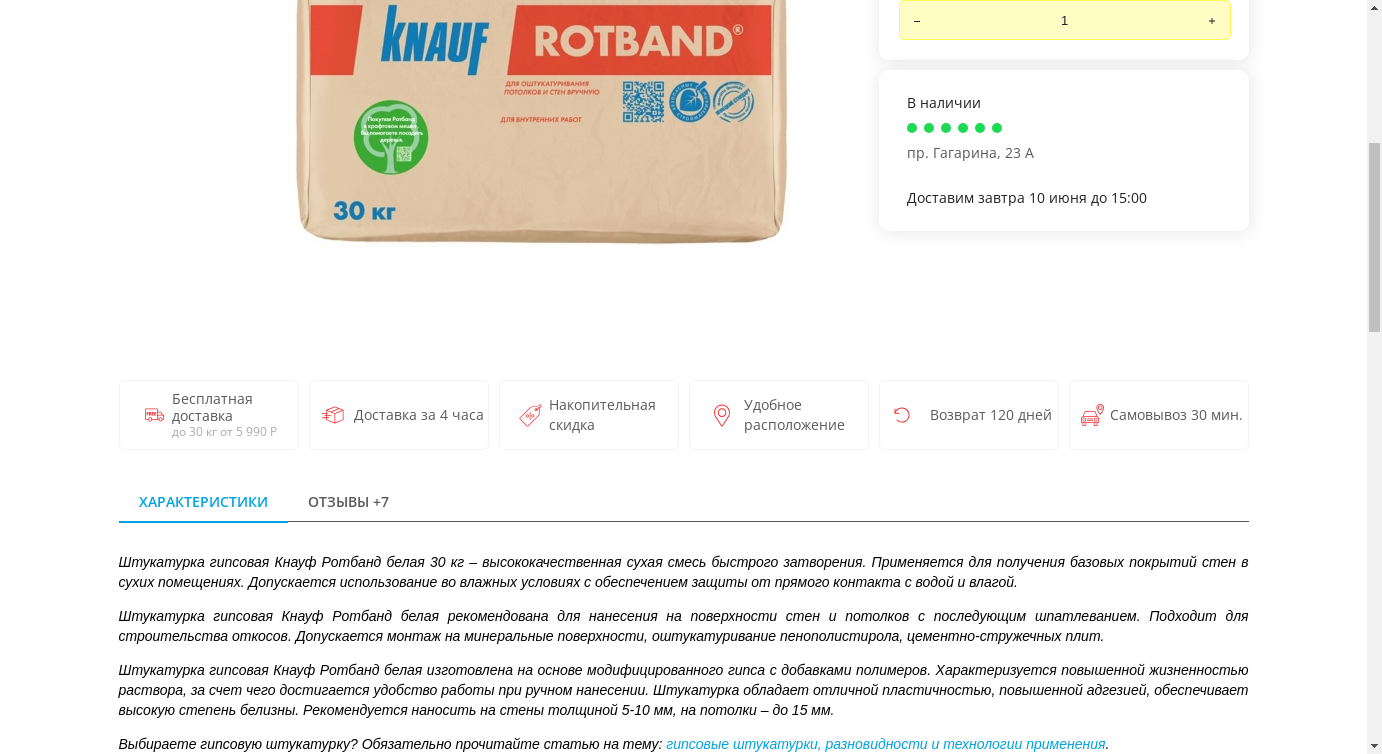 KNAUF ROTBAND®
ДЛЯ ОШТУКАТУРИВАНИЯ
ПОТОЛКОВ И СТЕН ВРУЧНУЮ
ДЛЯ ВНУТРЕННИХ РАБОТ
Покупая Ротбанд
в крафтовом мешке,
Вы помогаете посадить
деревья.
30 кг
– 1 +
В наличии
пр. Гагарина, 23 А
Доставим завтра 10 июня до 15:00
Бесплатная
доставка
до 30 кг от 5 990 Р
Доставка за 4 часа
Накопительная
скидка
Удобное
расположение
Возврат 120 дней
Самовывоз 30 мин.
ХАРАКТЕРИСТИКИ ОТЗЫВЫ +7
Штукатурка гипсовая Кнауф Ротбанд белая 30 кг – высококачественная сухая смесь быстрого затворения. Применяется для получения базовых покрытий стен в
сухих помещениях. Допускается использование во влажных условиях с обеспечением защиты от прямого контакта с водой и влагой.
Штукатурка гипсовая Кнауф Ротбанд белая рекомендована для нанесения на поверхности стен и потолков с последующим шпатлеванием. Подходит для
строительства откосов. Допускается монтаж на минеральные поверхности, оштукатуривание пенополистирола, цементно-стружечных плит.
Штукатурка гипсовая Кнауф Ротбанд белая изготовлена на основе модифицированного гипса с добавками полимеров. Характеризуется повышенной жизненностью
раствора, за счет чего достигается удобство работы при ручном нанесении. Штукатурка обладает отличной пластичностью, повышенной адгезией, обеспечивает
высокую степень белизны. Рекомендуется наносить на стены толщиной 5-10 мм, на потолки – до 15 мм.
Выбираете гипсовую штукатурку? Обязательно прочитайте статью на тему: гипсовые штукатурки, разновидности и технологии применения.